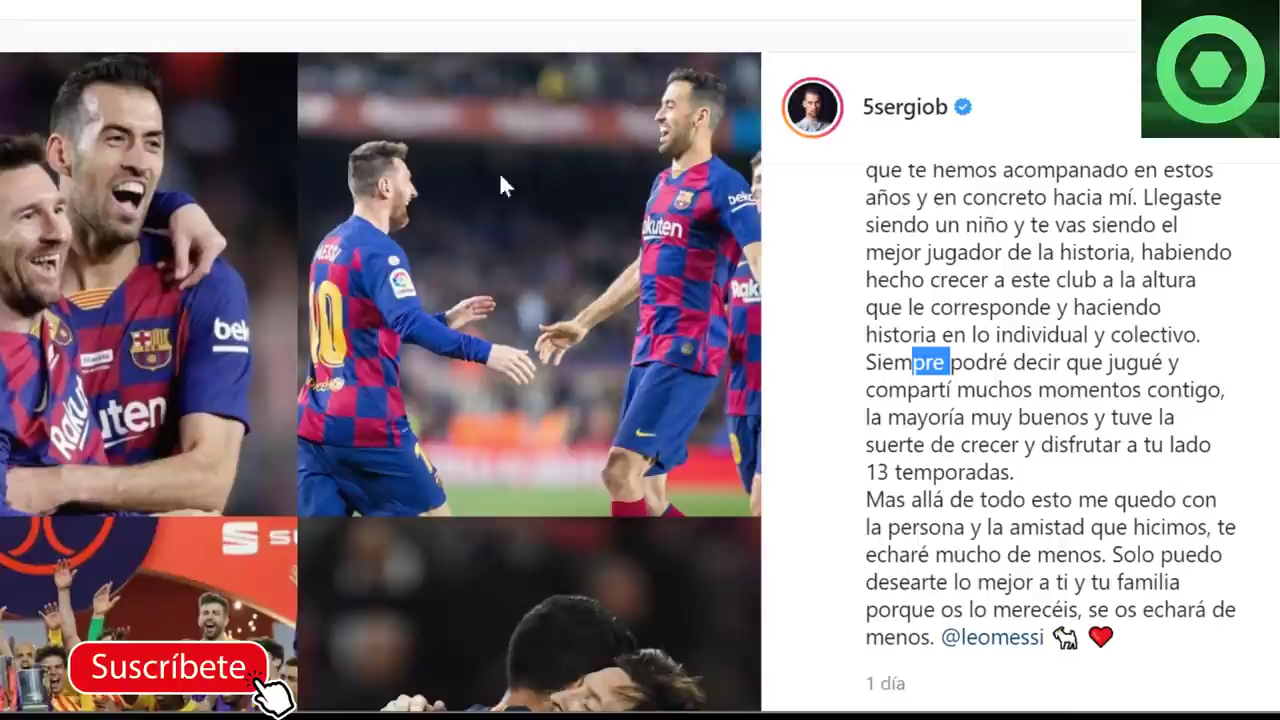 5sergiob
que te hemos acompañado en estos
años y en concreto hacia mí. Llegaste
siendo un niño y te vas siendo el
mejor jugador de la historia, habiendo
hecho crecer a este club a la altura
que le corresponde y haciendo
historia en lo individual y colectivo.
Siempre podré decir que jugué y
compartí muchos momentos contigo,
la mayoría muy buenos y tuve la
suerte de crecer y disfrutar a tu lado
13 temporadas.
Mas allá de todo esto me quedo con
la persona y la amistad que hicimos, te
echaré mucho de menos. Solo puedo
desearte lo mejor a ti y tu familia
porque os lo merecéis, se os echará de
menos. @leomessi 🐐 ❤️
1 día
beko
Rakuten
MESSI
10
beko
Rakuten
Rak
Suscríbete